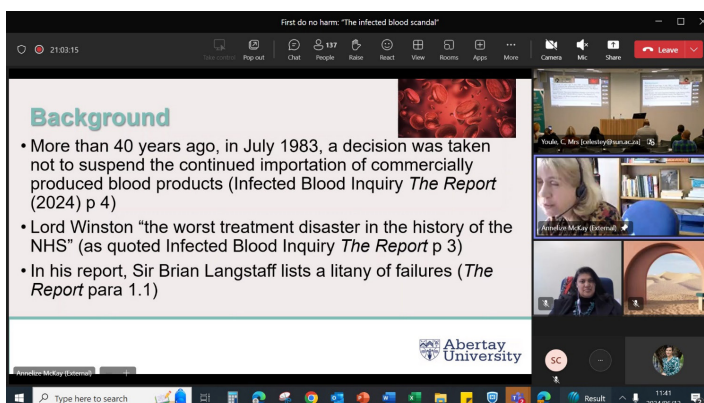 First do no harm: "The infected blood scandal"
21:03:15
Take control
Pop out
Chat
137
People
Raise
React
View
Rooms
Apps
More
Camera
Mic
Share
Leave
Background
• More than 40 years ago, in July 1983, a decision was taken
not to suspend the continued importation of commercially
produced blood products (Infected Blood Inquiry The Report
(2024) p 4)
• Lord Winston "the worst treatment disaster in the history of the
NHS" (as quoted Infected Blood Inquiry The Report p 3)
• In his report, Sir Brian Langstaff lists a litany of failures (The
Report para 1.1)
Abertay
University
Annelize McKay (External)
Youle, C, Mrs [celestey@sun.ac.za]
Annelize McKay (External)
SC
Type here to search
Result
11:41